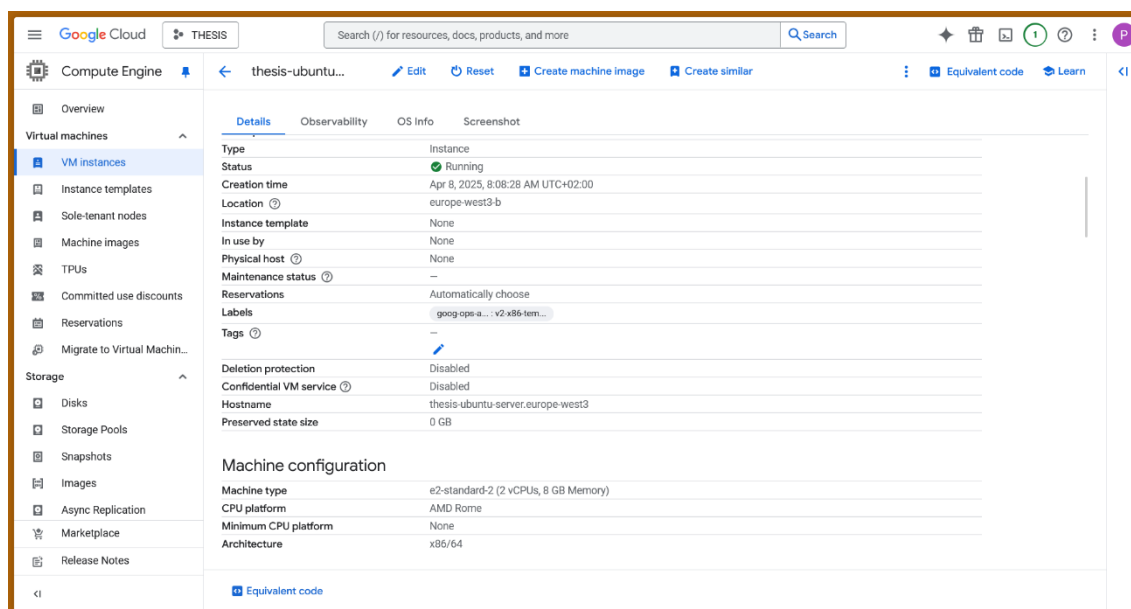 Google Cloud THESIS Search (/) for resources, docs, products, and more Search 1 P
Compute Engine
thesis-ubuntu... Edit Reset Create machine image Create similar Equivalent code Learn
Overview
Virtual machines
VM instances
Instance templates
Sole-tenant nodes
Machine images
TPUs
Committed use discounts
Reservations
Migrate to Virtual Machin...
Storage
Disks
Storage Pools
Snapshots
Images
Async Replication
Marketplace
Release Notes
Details Observability OS Info Screenshot
Type Instance
Status Running
Creation time Apr 8, 2025, 8:08:28 AM UTC+02:00
Location europe-west3-b
Instance template None
In use by None
Physical host None
Maintenance status —
Reservations Automatically choose
Labels goog-ops-a... : v2-x86-tem...
Tags —
Deletion protection Disabled
Confidential VM service Disabled
Hostname thesis-ubuntu-server.europe-west3
Preserved state size 0 GB
Machine configuration
Machine type e2-standard-2 (2 vCPUs, 8 GB Memory)
CPU platform AMD Rome
Minimum CPU platform None
Architecture x86/64
Equivalent code